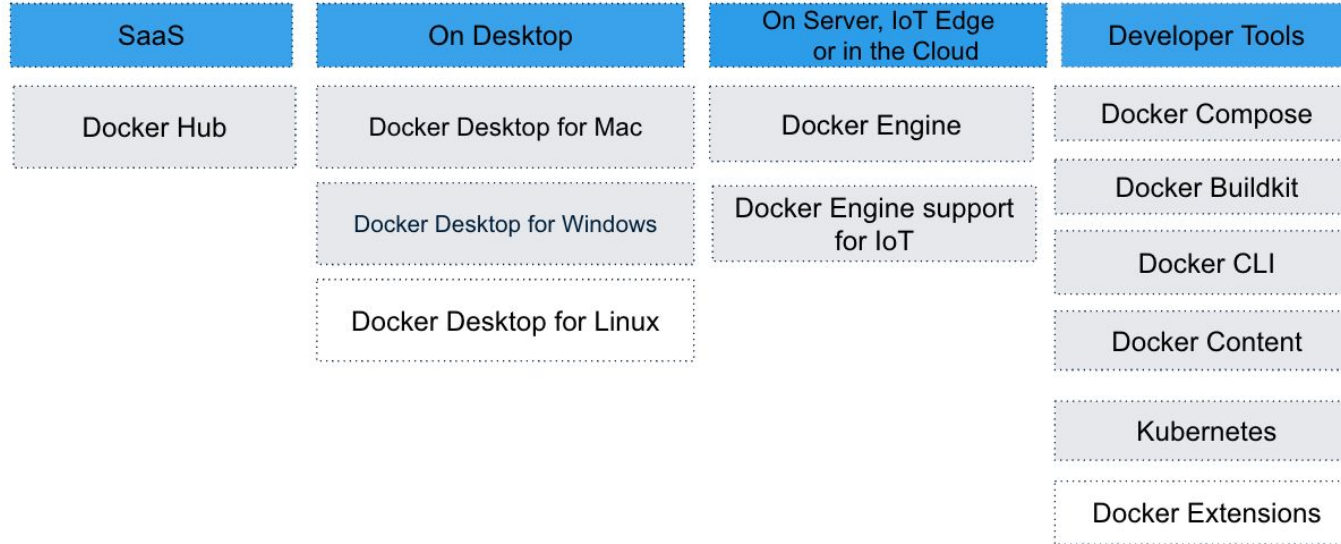 SaaS
Docker Hub
On Desktop
Docker Desktop for Mac
Docker Desktop for Windows
Docker Desktop for Linux
On Server, IoT Edge
or in the Cloud
Docker Engine
Docker Engine support
for IoT
Developer Tools
Docker Compose
Docker Buildkit
Docker CLI
Docker Content
Kubernetes
Docker Extensions